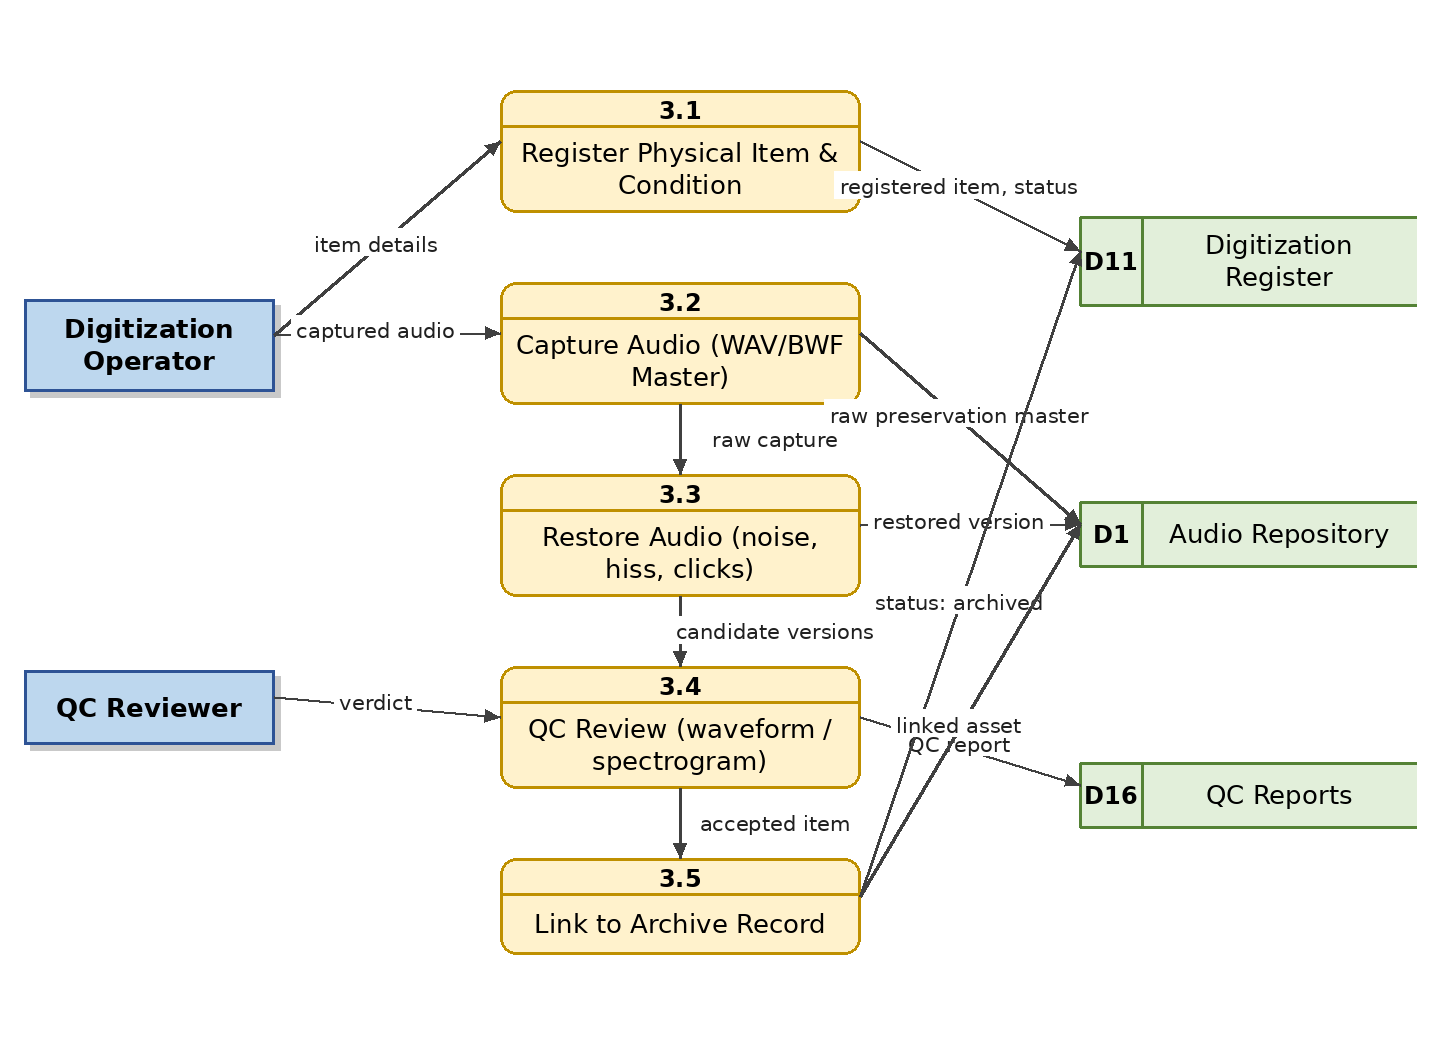 3.1
Register Physical Item &
Condition
registered item, status
item details
D11
Digitization
Register
3.2
Capture Audio (WAV/BWF
Master)
Digitization
Operator
captured audio
raw preservation master
raw capture
3.3
Restore Audio (noise,
hiss, clicks)
restored version
D1
Audio Repository
status: archived
candidate versions
3.4
QC Review (waveform /
spectrogram)
QC Reviewer
verdict
linked asset
QC report
D16
QC Reports
accepted item
3.5
Link to Archive Record